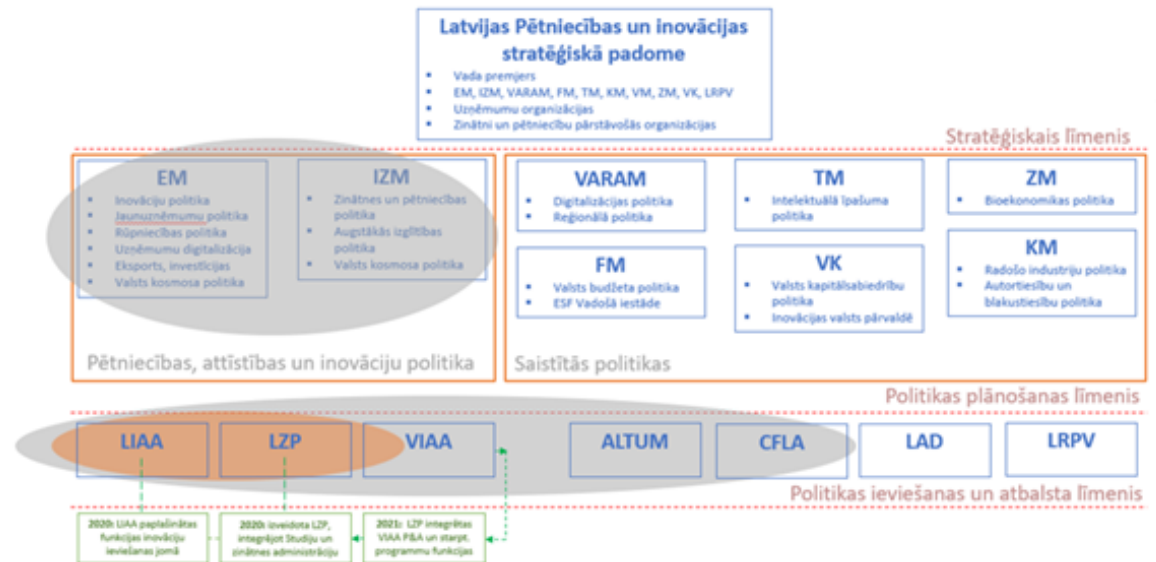 Latvijas Pētniecības un inovācijas
stratēģiskā padome
Vada premjers
EM, IZM, VARAM, FM, TM, KM, VM, ZM, VK, LRPV
Uzņēmumu organizācijas
Zinātni un pētniecību pārstāvošās organizācijas
Stratēģiskais līmenis
EM
Inovāciju politika
Jaunuzņēmumu politika
Rūpniecības politika
Uzņēmumu digitalizācija
Eksports, investīcijas
Valsts kosmosa politika
IZM
Zinātnes un pētniecības
politika
Augstākās izglītības
politika
Valsts kosmosa politika
Pētniecības, attīstības un inovāciju politika
VARAM
Digitalizācijas politika
Reģionālā politika
TM
Intelektuālā īpašuma
politika
ZM
Bioekonomikas politika
FM
Valsts budžeta politika
ESF Vadošā iestāde
VK
Valsts kapitālsabiedrību
politika
Inovācijas valsts pārvaldē
KM
Radošo industriju politika
Autortiesību un
blakustiesību politika
Saistītās politikas
Politikas plānošanas līmenis
LIAA
LZP
VIAA
ALTUM
CFLA
LAD
LRPV
Politikas ieviešanas un atbalsta līmenis
2020: LIAA paplašinātas
funkcijas inovāciju
ieviešanas jomā
2020: izveidota LZP,
integrējot Studiju un
zinātnes administrāciju
2021: LZP integrētas
VIAA P&A un starpt.
programmu funkcijas